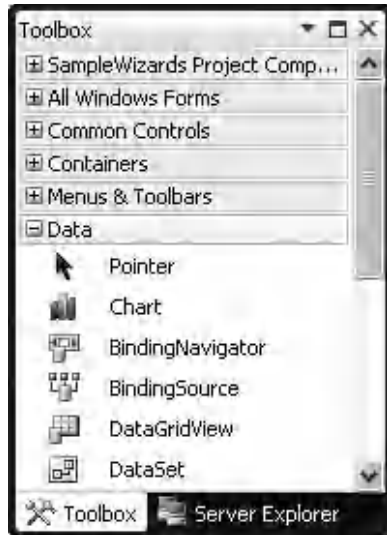 Toolbox
SampleWizards Project Comp...
All Windows Forms
Common Controls
Containers
Menus & Toolbars
Data
Pointer
Chart
BindingNavigator
BindingSource
DataGridView
DataSet
Toolbox Server Explorer